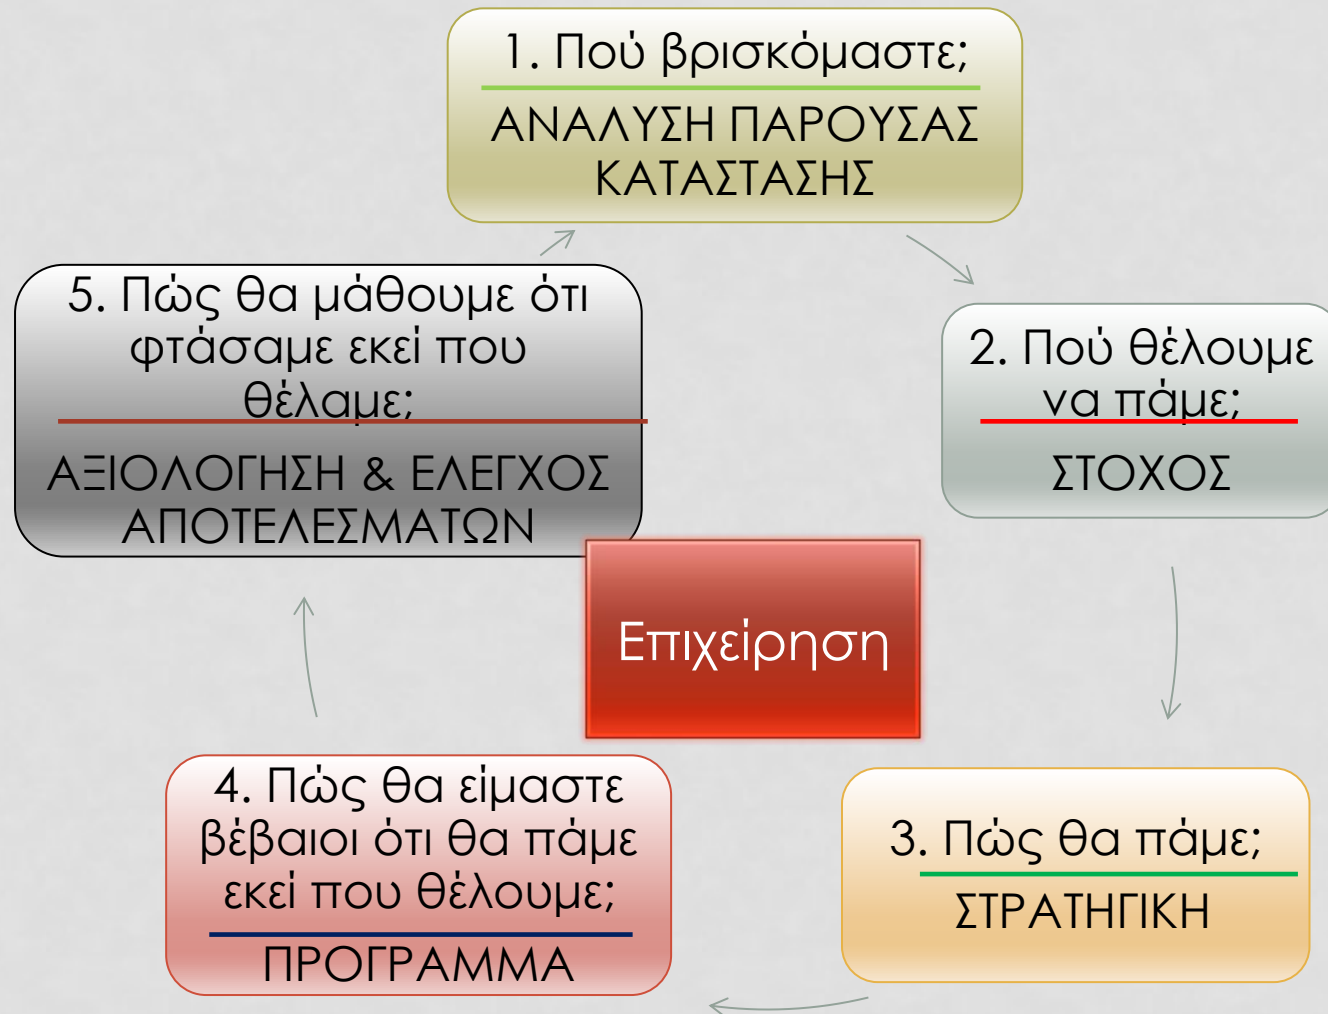 1. Πού βρισκόμαστε;
ΑΝΑΛΥΣΗ ΠΑΡΟΥΣΑΣ
ΚΑΤΑΣΤΑΣΗΣ
2. Πού θέλουμε
να πάμε;
ΣΤΟΧΟΣ
3. Πώς θα πάμε;
ΣΤΡΑΤΗΓΙΚΗ
4. Πώς θα είμαστε
βέβαιοι ότι θα πάμε
εκεί που θέλουμε;
ΠΡΟΓΡΑΜΜΑ
5. Πώς θα μάθουμε ότι
φτάσαμε εκεί που
θέλαμε;
ΑΞΙΟΛΟΓΗΣΗ & ΕΛΕΓΧΟΣ
ΑΠΟΤΕΛΕΣΜΑΤΩΝ
Επιχείρηση